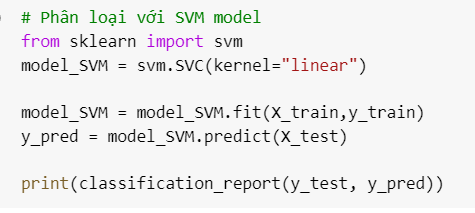 # Phân loại với SVM model
from sklearn import svm
model_SVM = svm.SVC(kernel="linear")
model_SVM = model_SVM.fit(X_train,y_train)
y_pred = model_SVM.predict(X_test)
print(classification_report(y_test, y_pred))